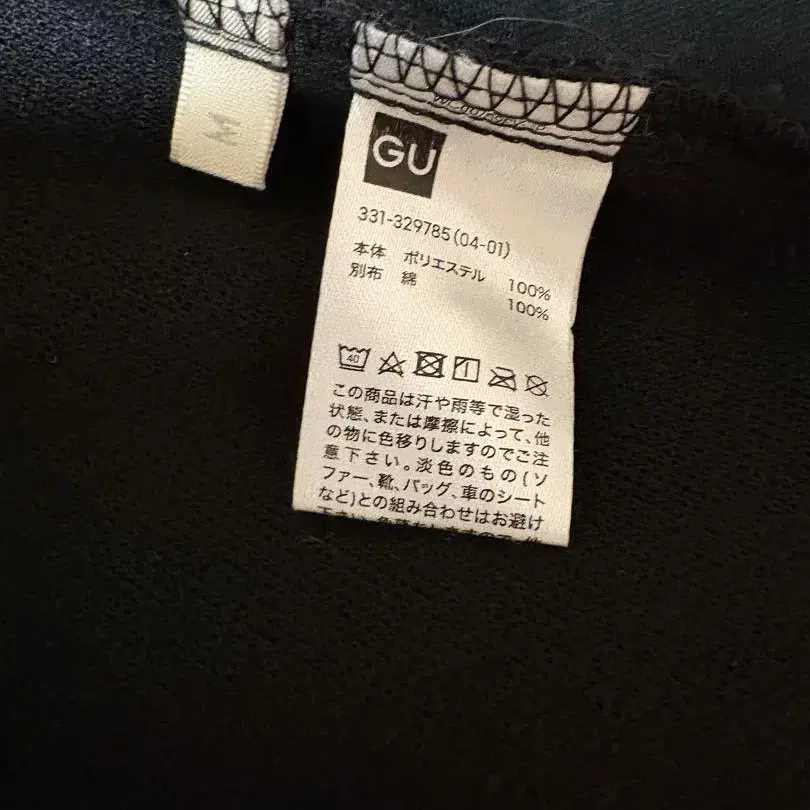 M
GU
331-329785(04-01)
本体 ポリエステル 100%
別布 綿 100%
40
この商品は汗や雨等で湿った
状態、または摩擦によって、他
の物に色移りしますのでご注
意下さい。淡色のもの(ソ
ファー、靴、バッグ、車のシート
など)との組み合わせはお避け